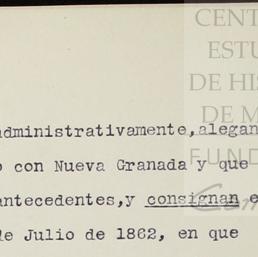 CENT
ESTU
DE HIS
DE M
FUND
administrativamente,alegan
o con Nueva Granada y que
antecedentes,y consignan e
de Julio de 1862, en que